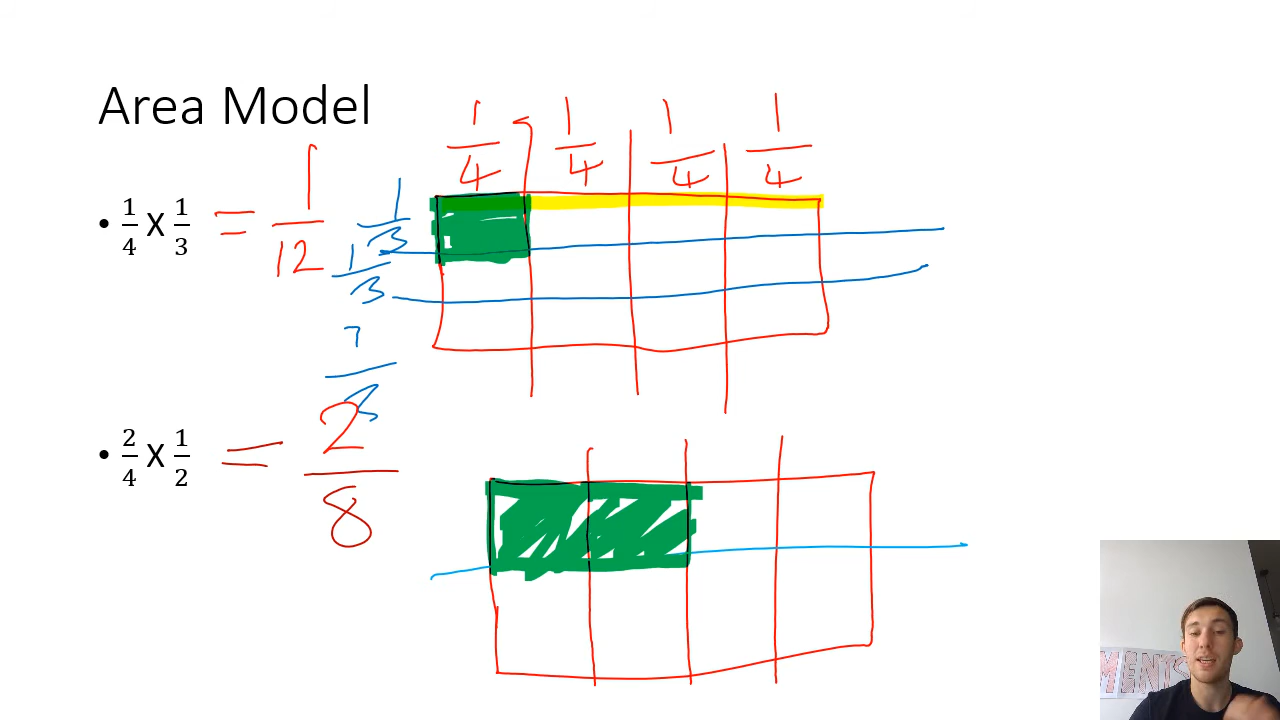 Area Model
1/4 1/4 1/4 1/4
• 1/4 X 1/3 = 1/12
1/3
1/3
• 2/4 X 1/2 = 2/8
MENTS